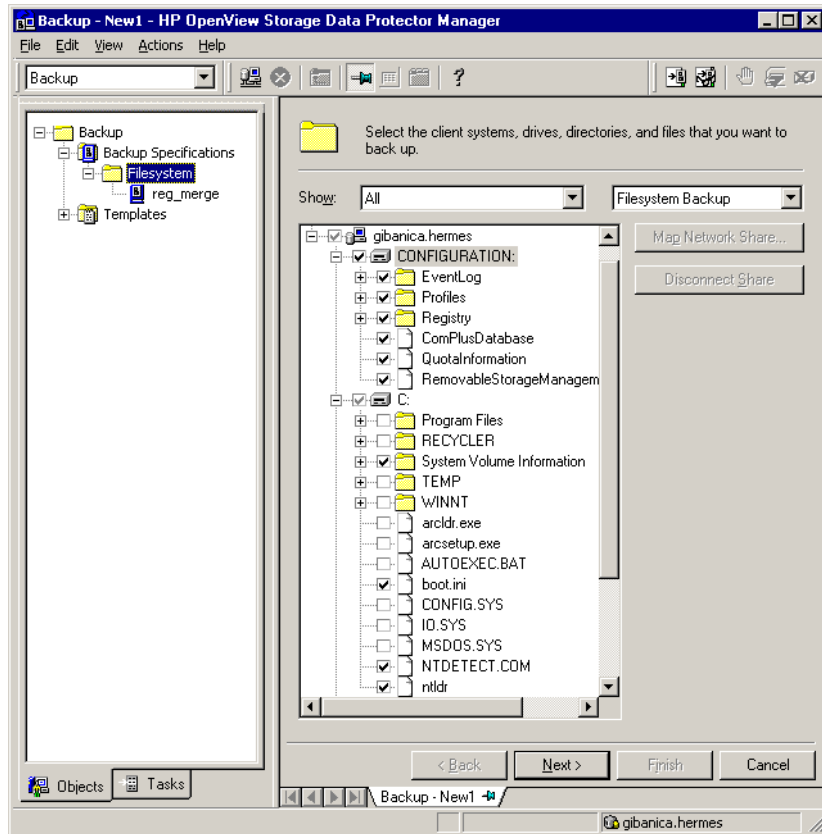 Backup - New1 - HP OpenView Storage Data Protector Manager
File Edit View Actions Help
Backup
?
Backup
Backup Specifications
Filesystem
reg_merge
Templates
Select the client systems, drives, directories, and files that you want to
back up.
Show: All Filesystem Backup
gibanica.hermes
CONFIGURATION:
EventLog
Profiles
Registry
ComPlusDatabase
QuotaInformation
RemovableStorageManagem
C:
Program Files
RECYCLER
System Volume Information
TEMP
WINNT
arcldr.exe
arcsetup.exe
AUTOEXEC.BAT
boot.ini
CONFIG.SYS
IO.SYS
MSDOS.SYS
NTDETECT.COM
ntldr
Map Network Share...
Disconnect Share
< Back Next > Finish Cancel
Objects Tasks
Backup - New1
gibanica.hermes